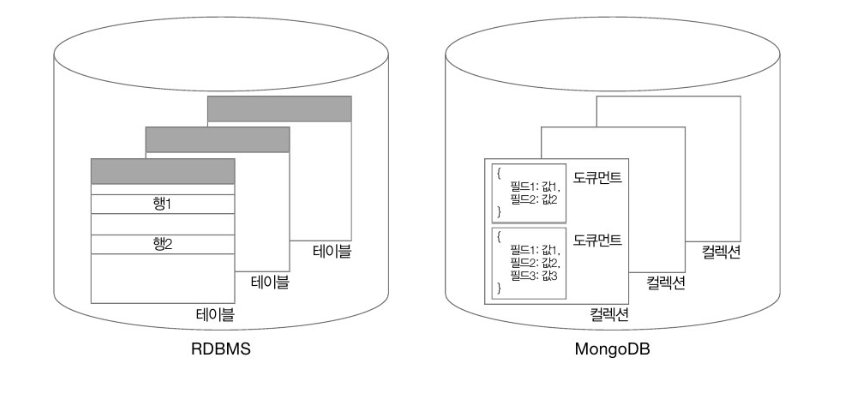 행1
행2
테이블
테이블
테이블
RDBMS
{
필드1: 값1,
필드2: 값2
}
도큐먼트
{
필드1: 값1,
필드2: 값2,
필드3: 값3
}
도큐먼트
컬렉션
컬렉션
컬렉션
MongoDB